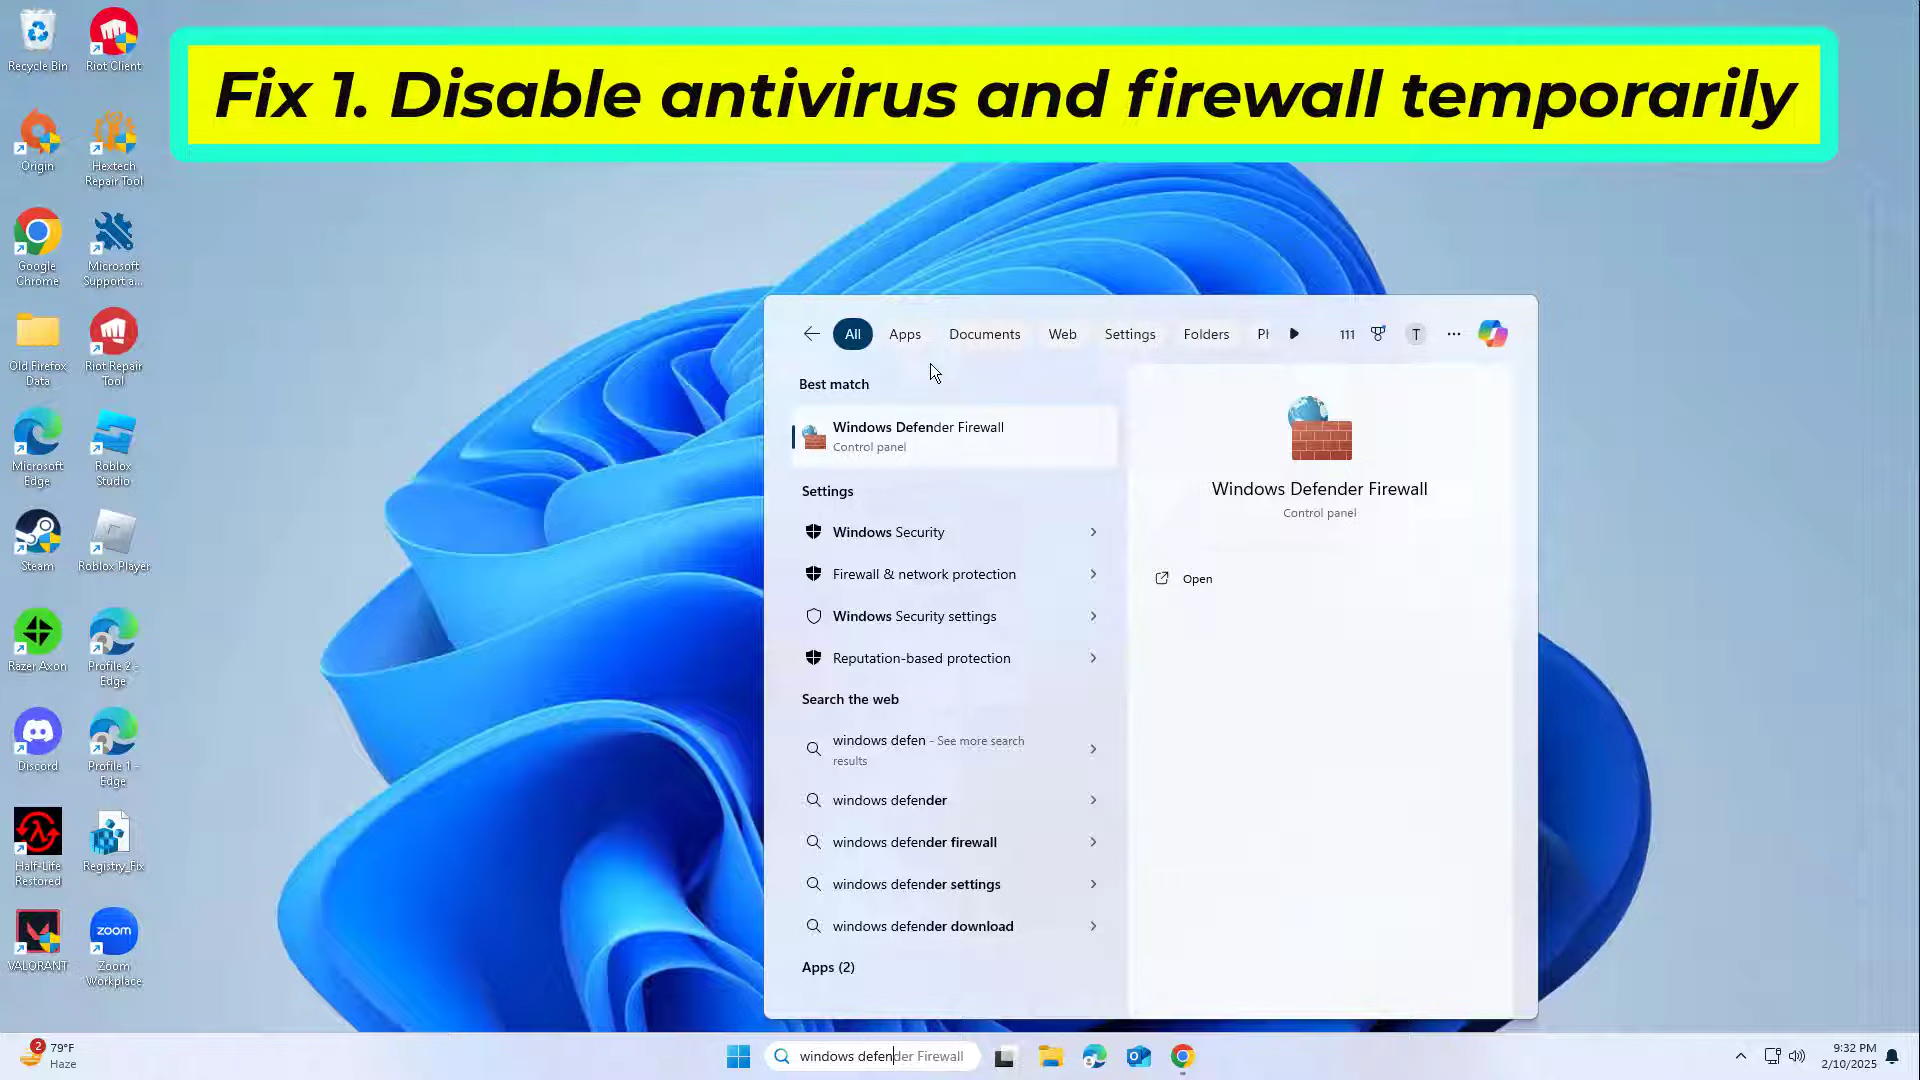 Fix 1. Disable antivirus and firewall temporarily
Recycle Bin
Riot Client
Origin
Hextech
Repair Tool
Google
Chrome
Microsoft
Support a...
Old Firefox
Data
Riot Repair
Tool
Microsoft
Edge
Roblox
Studio
Steam
Roblox Player
Razer Axon
Profile 2 -
Edge
Discord
Profile 1 -
Edge
Half-Life
Restored
Registry_Fix
VALORANT
zoom
Zoom
Workplace
All
Apps
Documents
Web
Settings
Folders
111
T
Best match
Windows Defender Firewall
Control panel
Settings
Windows Security
Firewall & network protection
Windows Security settings
Reputation-based protection
Search the web
windows defen - See more search
results
windows defender
windows defender firewall
windows defender settings
windows defender download
Apps (2)
Windows Defender Firewall
Control panel
Open
2
79°F
Haze
windows defender Firewall
9:32 PM
2/10/2025